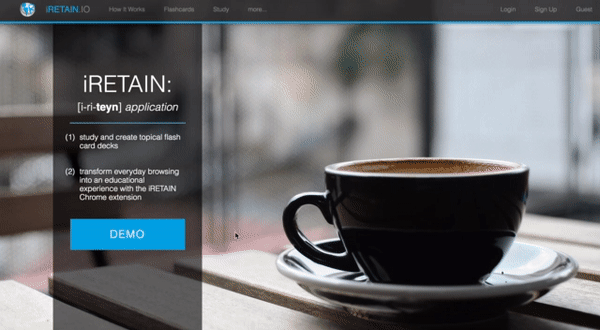 iRETAIN.IO How It Works Flashcards Study more... Login Sign Up Guest
iRETAIN:
[i-ri-teyn] application
(1) study and create topical flash
card decks
(2) transform everyday browsing
into an educational
experience with the iRETAIN
Chrome extension
DEMO